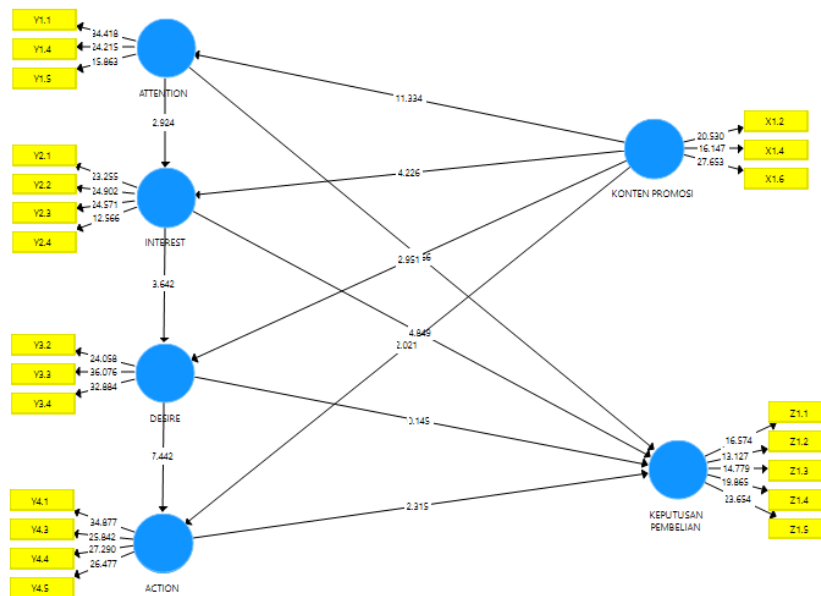 Y1.1
Y1.4
Y1.5
34.418
24.215
15.863
ATTENTION
11.334
2.924
Y2.1
Y2.2
Y2.3
Y2.4
23.255
24.902
24.571
12.566
INTEREST
4.226
X1.2
X1.4
X1.6
20.530
16.147
27.653
KONTEN PROMOSI
2.951
3.642
4.849
2.021
Y3.2
Y3.3
Y3.4
24.058
36.076
32.884
DESIRE
0.145
7.442
2.315
Z1.1
Z1.2
Z1.3
Z1.4
Z1.5
16.574
13.127
14.779
19.865
23.654
KEPUTUSAN
PEMBELIAN
Y4.1
Y4.3
Y4.4
Y4.5
34.877
25.842
27.290
26.477
ACTION